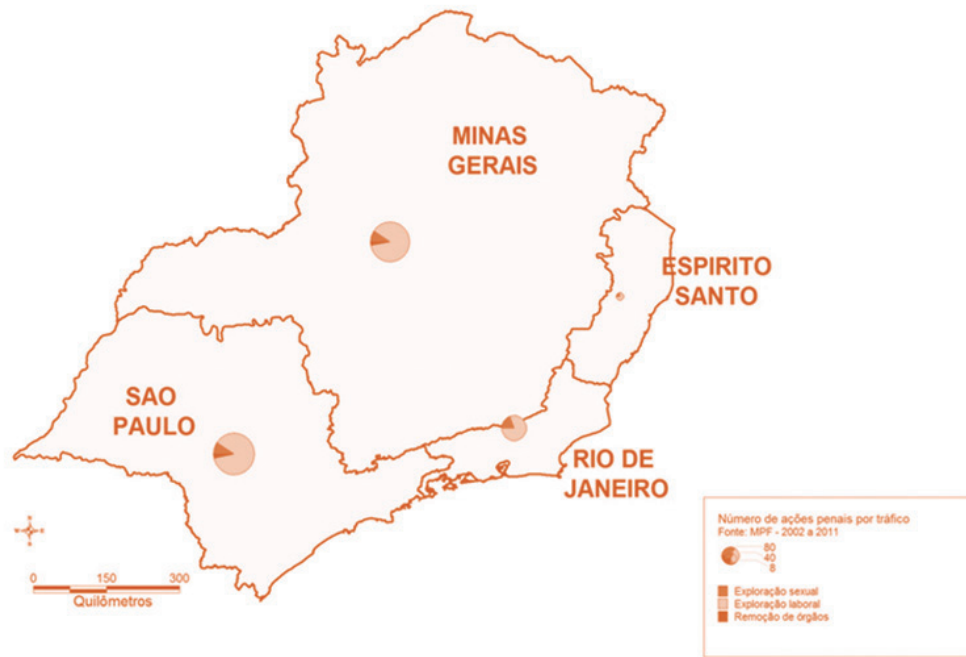 MINAS
GERAIS
ESPIRITO
SANTO
SAO
PAULO
RIO DE
JANEIRO
0 150 300
Quilômetros
Número de ações penais por tráfico
Fonte: MPF - 2002 a 2011
80
40
8
Exploração sexual
Exploração laboral
Remoção de órgãos